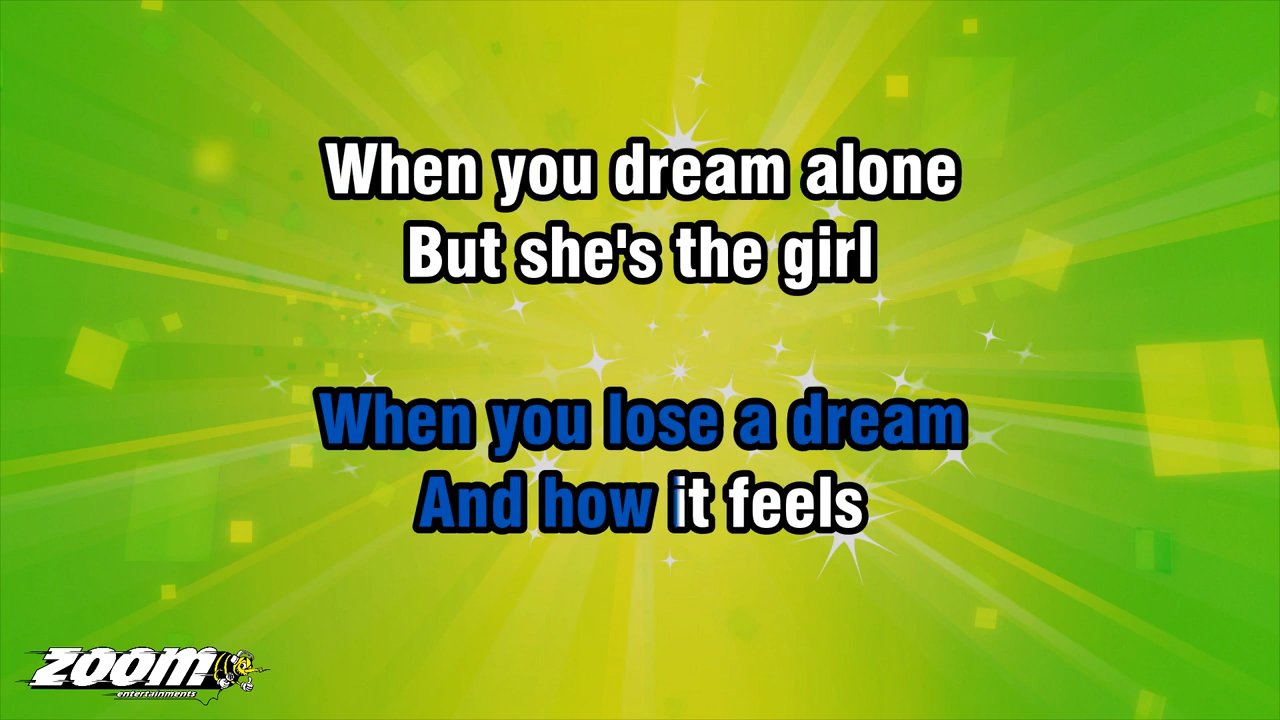 When you dream alone
But she's the girl
When you lose a dream
And how it feels
zoom
entertainments